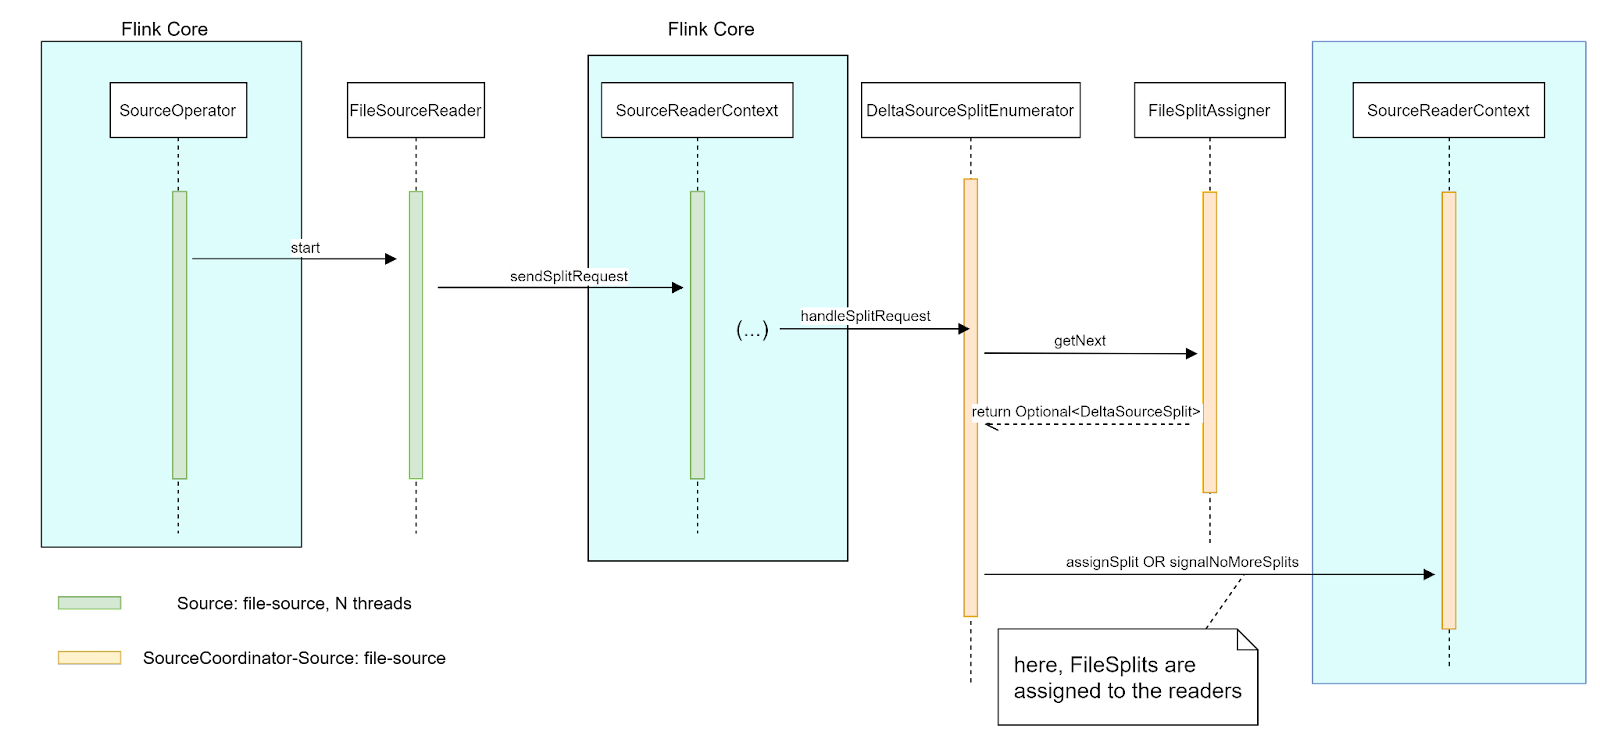 Flink Core
Flink Core
SourceOperator
FileSourceReader
SourceReaderContext
DeltaSourceSplitEnumerator
FileSplitAssigner
SourceReaderContext
start
sendSplitRequest
(...)
handleSplitRequest
getNext
return Optional<DeltaSourceSplit>
assignSplit OR signalNoMoreSplits
Source: file-source, N threads
SourceCoordinator-Source: file-source
here, FileSplits are
assigned to the readers